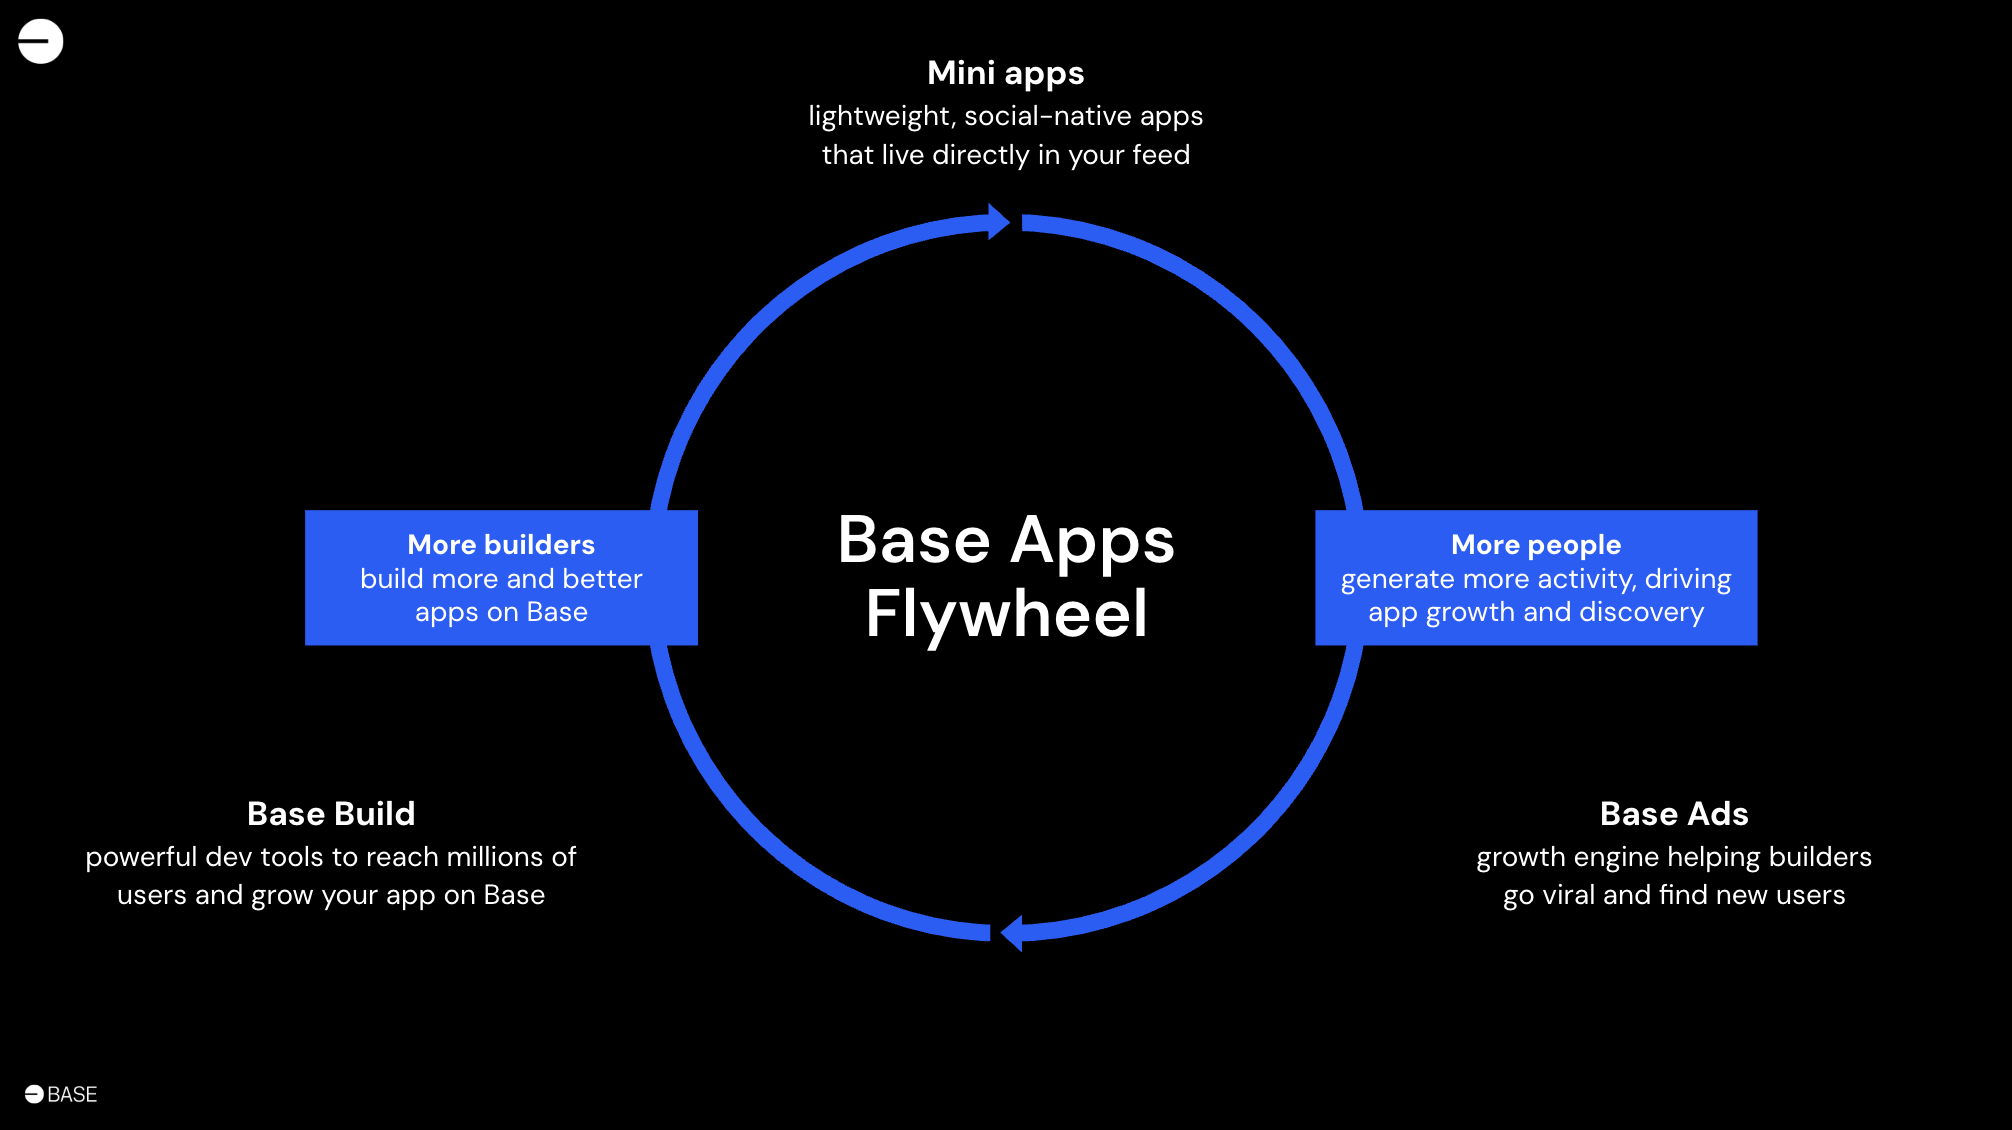 Mini apps
lightweight, social-native apps
that live directly in your feed
More builders
build more and better
apps on Base
Base Apps
Flywheel
More people
generate more activity, driving
app growth and discovery
Base Build
powerful dev tools to reach millions of
users and grow your app on Base
Base Ads
growth engine helping builders
go viral and find new users
BASE